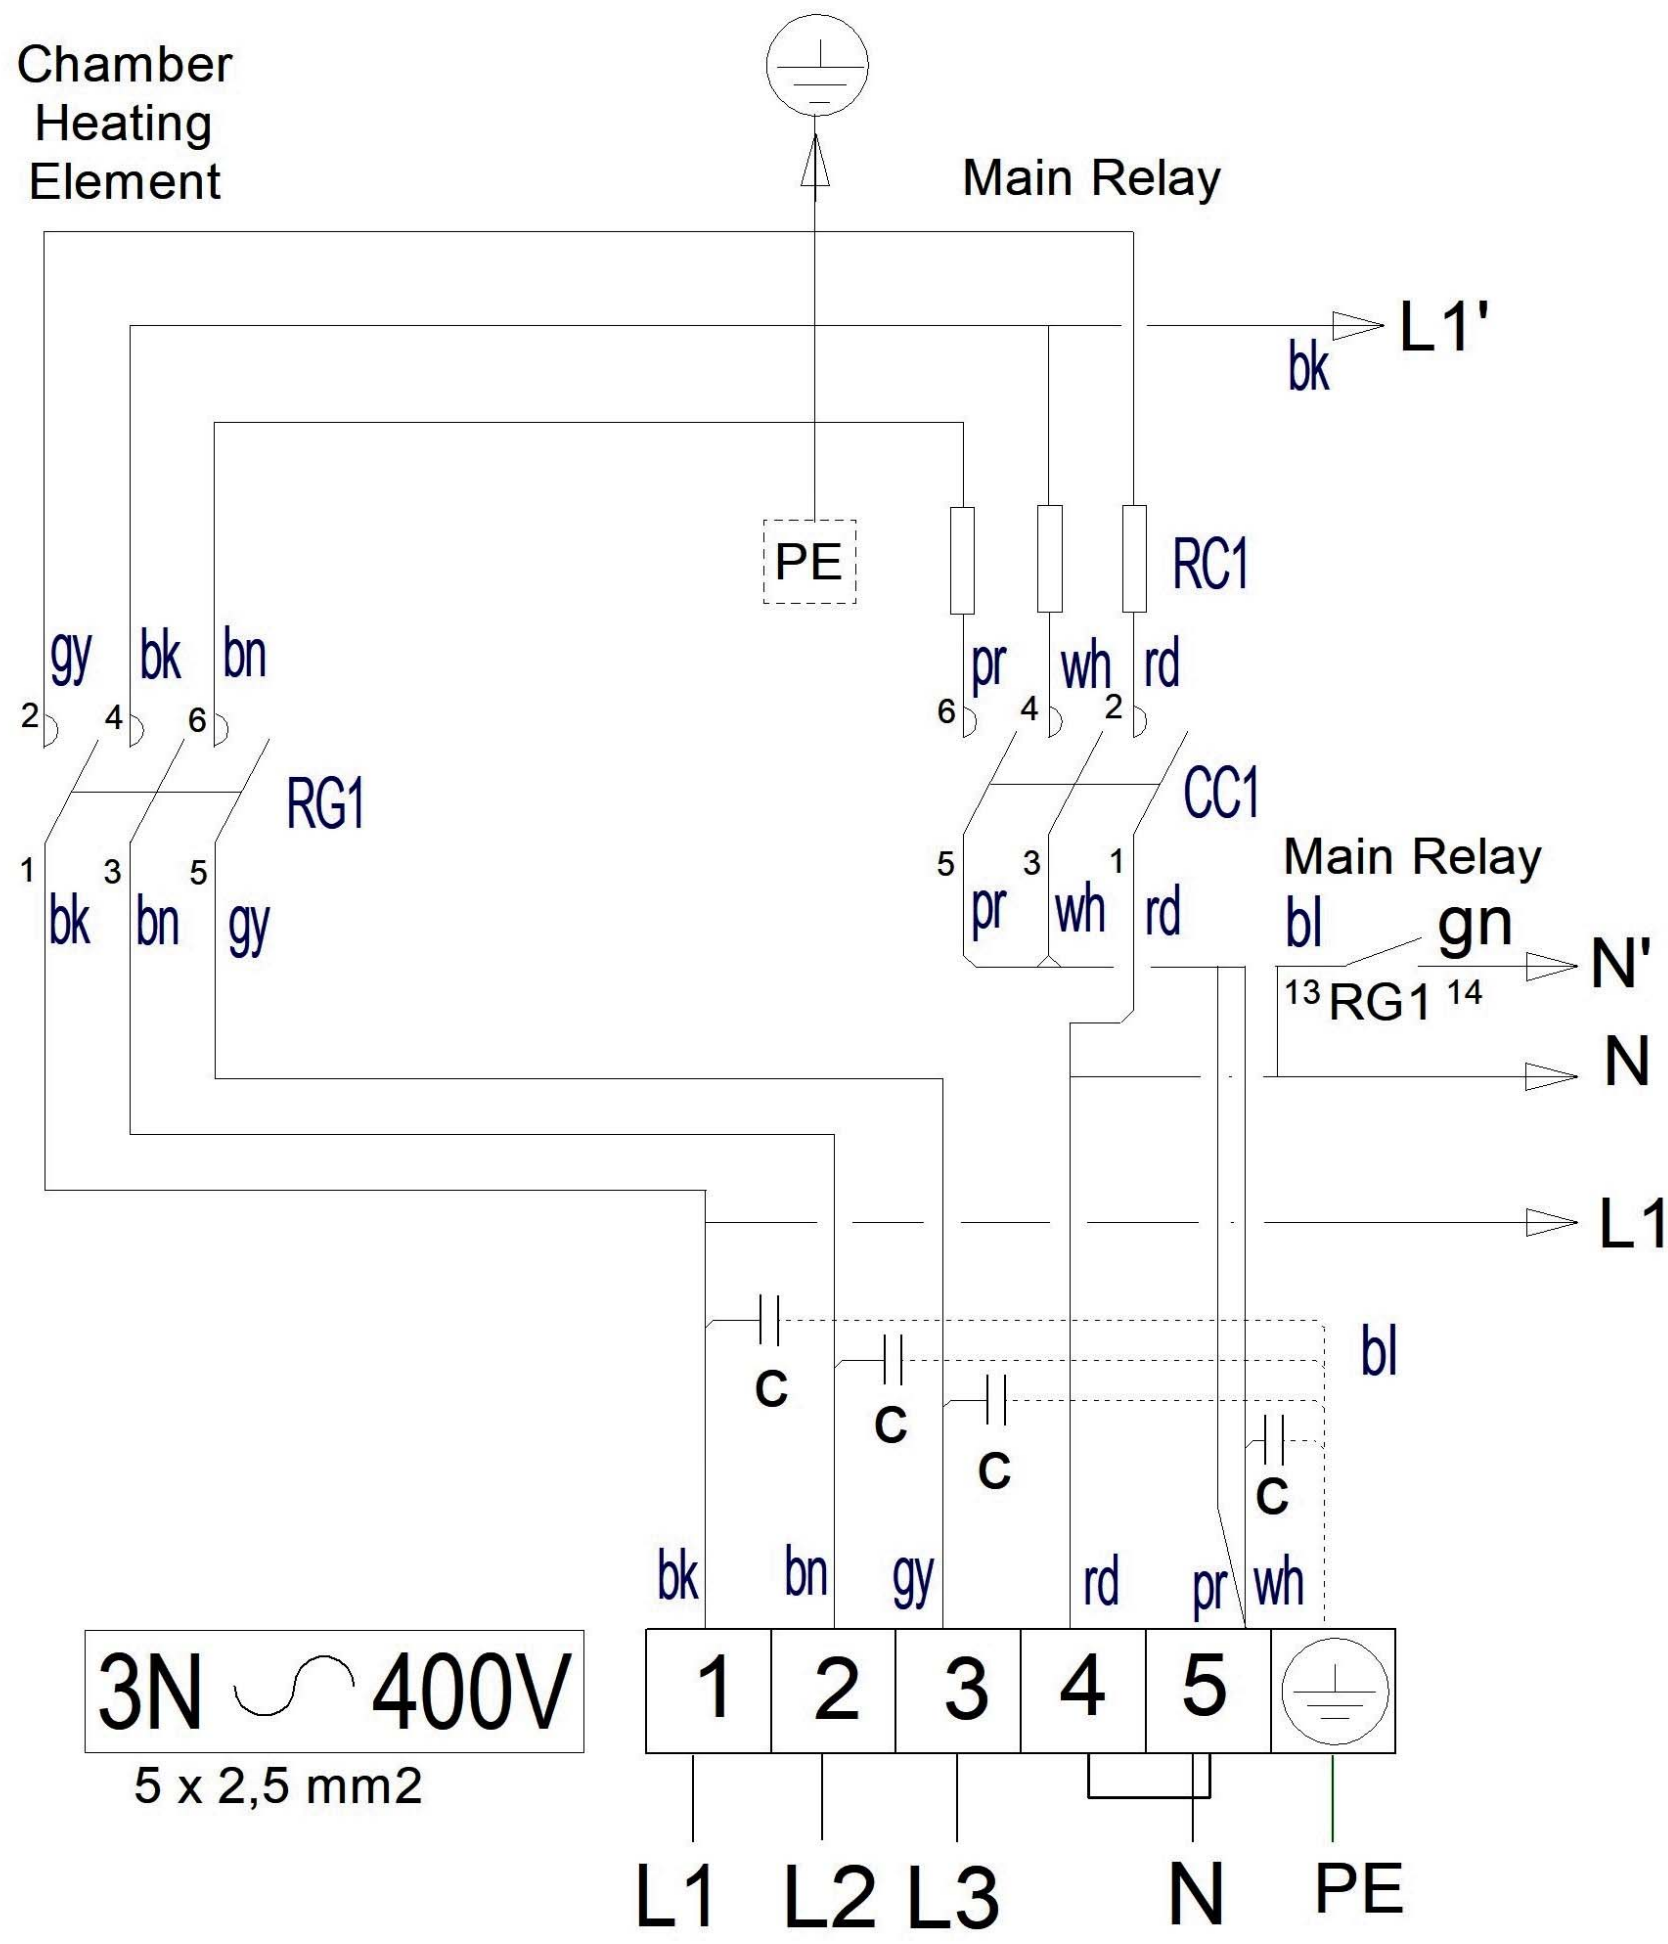 Chamber
Heating
Element
Main Relay
L1'
bk
PE
RC1
gy bk bn
pr wh rd
2 4 6
6 4 2
RG1
CC1
1 3 5
5 3 1
Main Relay
bk bn gy
pr wh rd
bl gn
N'
13 RG1 14
N
L1
bl
c
c
c
c
bk bn gy rd pr wh
3N 400V
1 2 3 4 5
5 x 2,5 mm2
L1 L2 L3 N PE